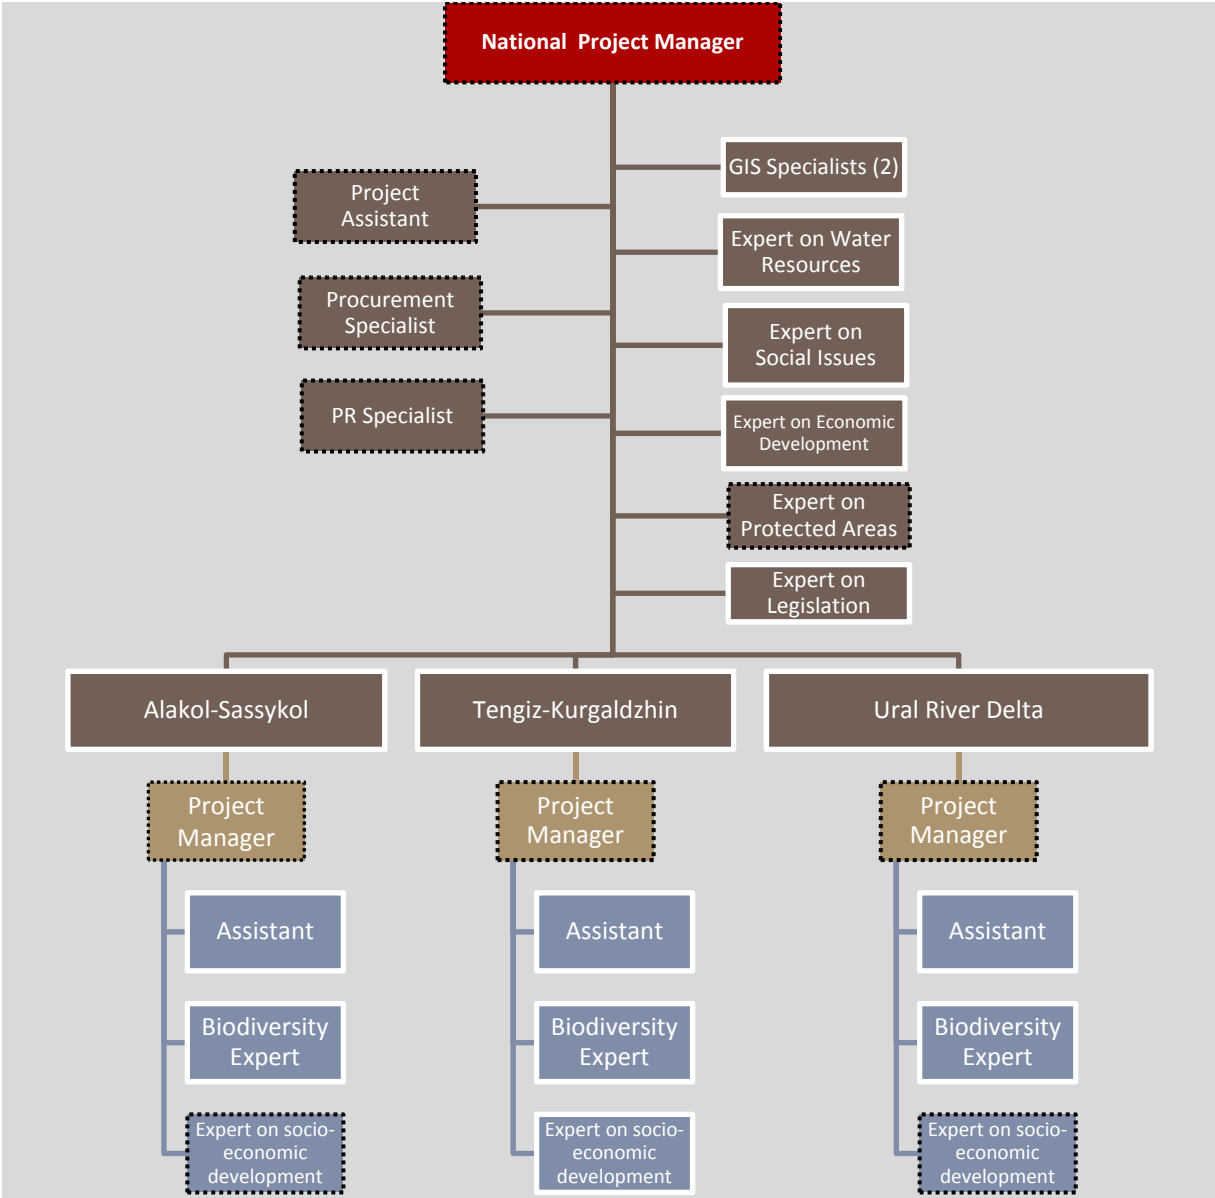 National  Project Manager
GIS Specialists (2)
Project
Assistant
Expert on Water
Resources
Procurement
Specialist
Expert on
Social Issues
PR Specialist
Expert on Economic
Development
Expert on
Protected Areas
Expert on
Legislation
Alakol-Sassykol
Tengiz-Kurgaldzhin
Ural River Delta
Project
Manager
Project
Manager
Project
Manager
Assistant
Assistant
Assistant
Biodiversity
Expert
Biodiversity
Expert
Biodiversity
Expert
Expert on socio-
economic
development
Expert on socio-
economic
development
Expert on socio-
economic
development